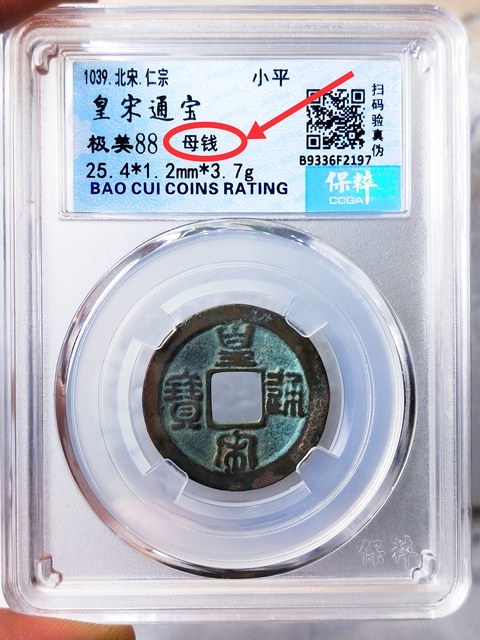 1039.北宋.仁宗 小平
皇宋通宝
极美88 母钱
25.4*1.2mm*3.7g
BAO CUI COINS RATING
扫码验真伪
B9336F2197
保粹
CCGA
皇宋通寳
保粹